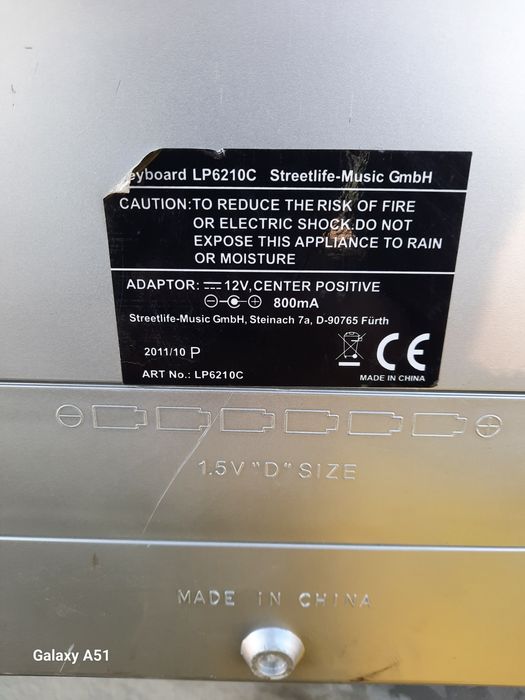 eyboard LP6210C Streetlife-Music GmbH
CAUTION:TO REDUCE THE RISK OF FIRE
OR ELECTRIC SHOCK.DO NOT
EXPOSE THIS APPLIANCE TO RAIN
OR MOISTURE
ADAPTOR: ⎓ 12V, CENTER POSITIVE
800mA
Streetlife-Music GmbH, Steinach 7a, D-90765 Fürth
2011/10 P
CE
ART No.: LP6210C
MADE IN CHINA
1.5V "D" SIZE
MADE IN CHINA
Galaxy A51